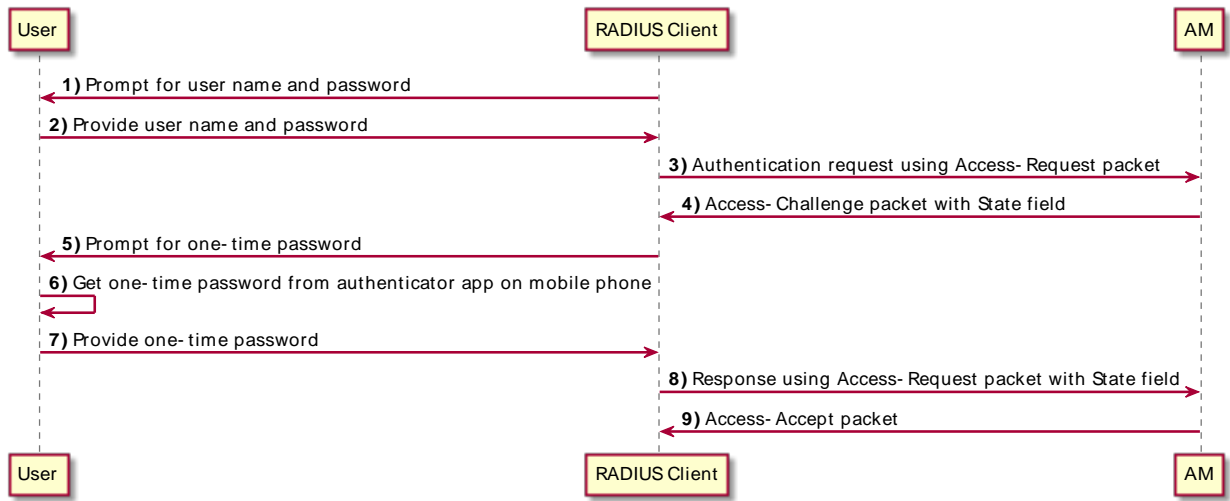 User
RADIUS Client
AM
1) Prompt for user name and password
2) Provide user name and password
3) Authentication request using Access-Request packet
4) Access-Challenge packet with State field
5) Prompt for one-time password
6) Get one-time password from authenticator app on mobile phone
7) Provide one-time password
8) Response using Access-Request packet with State field
9) Access-Accept packet
User
RADIUS Client
AM